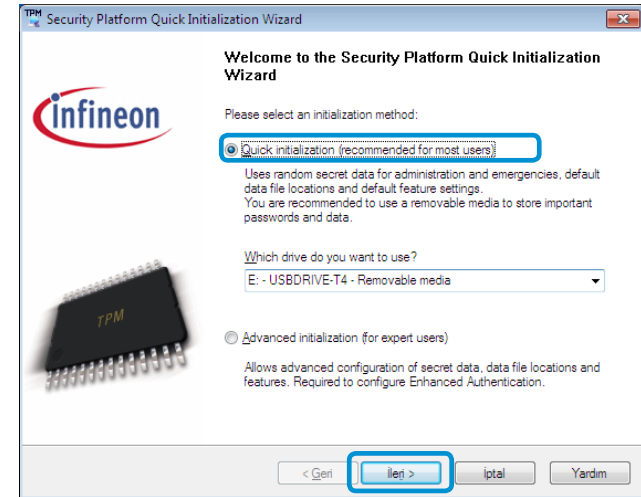 TPM Security Platform Quick Initialization Wizard
Welcome to the Security Platform Quick Initialization
Wizard
infineon
Please select an initialization method:
Quick initialization (recommended for most users)
Uses random secret data for administration and emergencies, default
data file locations and default feature settings.
You are recommended to use a removable media to store important
passwords and data.
Which drive do you want to use?
E: - USBDRIVE-T4 - Removable media
TPM
Advanced initialization (for expert users)
Allows advanced configuration of secret data, data file locations and
features. Required to configure Enhanced Authentication.
< Geri
İleri >
İptal
Yardım